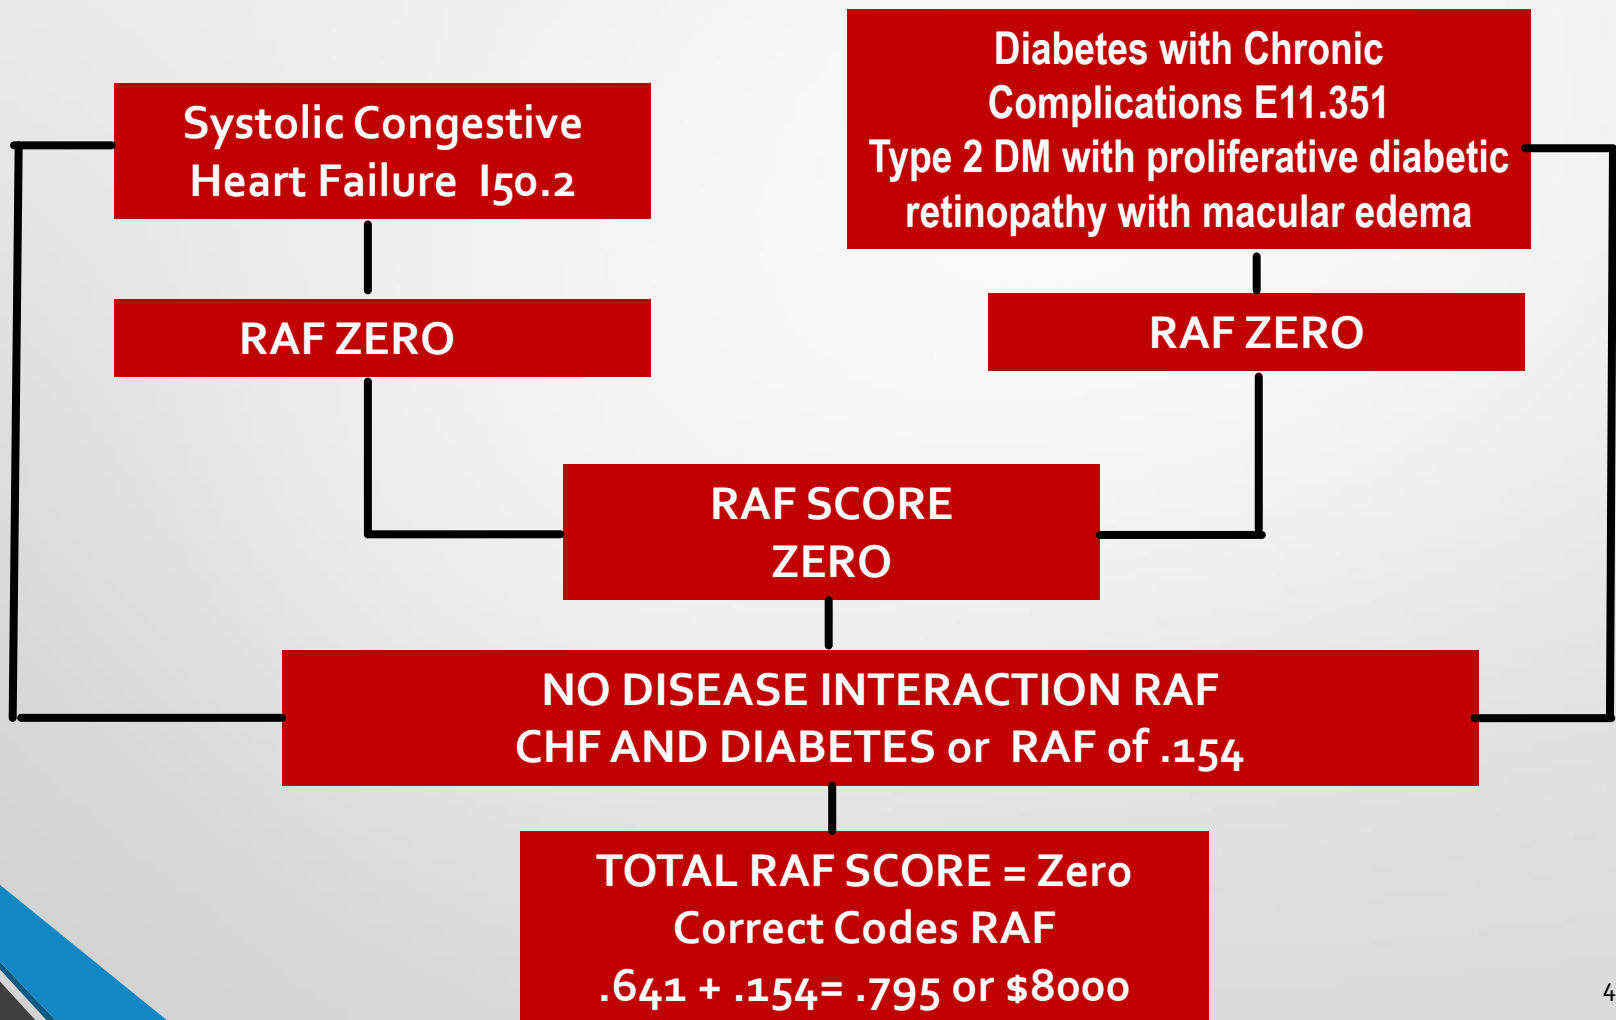 Systolic Congestive
Heart Failure I50.2
Diabetes with Chronic
Complications E11.351
Type 2 DM with proliferative diabetic
retinopathy with macular edema
RAF ZERO
RAF ZERO
RAF SCORE
ZERO
NO DISEASE INTERACTION RAF
CHF AND DIABETES or RAF of .154
TOTAL RAF SCORE = Zero
Correct Codes RAF
.641 + .154= .795 or $8000
4